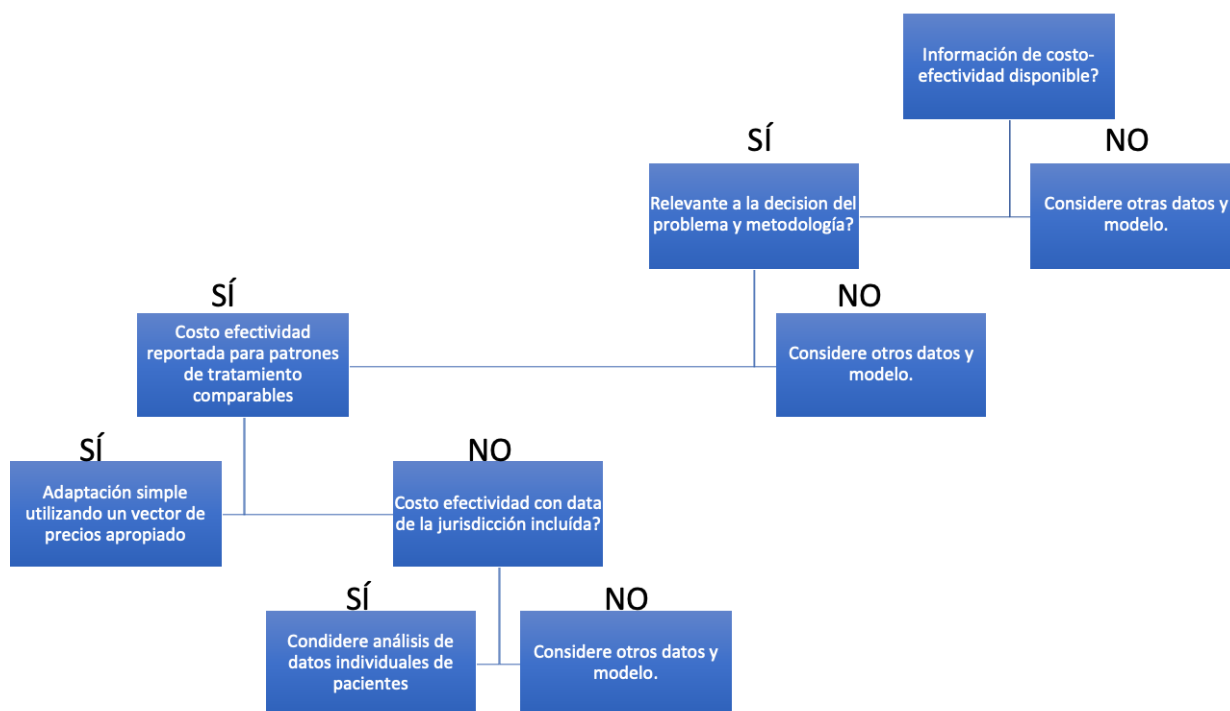 Información de costo-
efectividad disponible?
SÍ
NO
Relevante a la decision del
problema y metodología?
Considere otras datos y
modelo.
SÍ
NO
Costo efectividad
reportada para patrones
de tratamiento
comparables
Considere otros datos y
modelo.
SÍ
NO
Adaptación simple
utilizando un vector de
precios apropiado
Costo efectividad con data
de la jurisdicción incluída?
SÍ
NO
Condidere análisis de
datos individuales de
pacientes
Considere otros datos y
modelo.